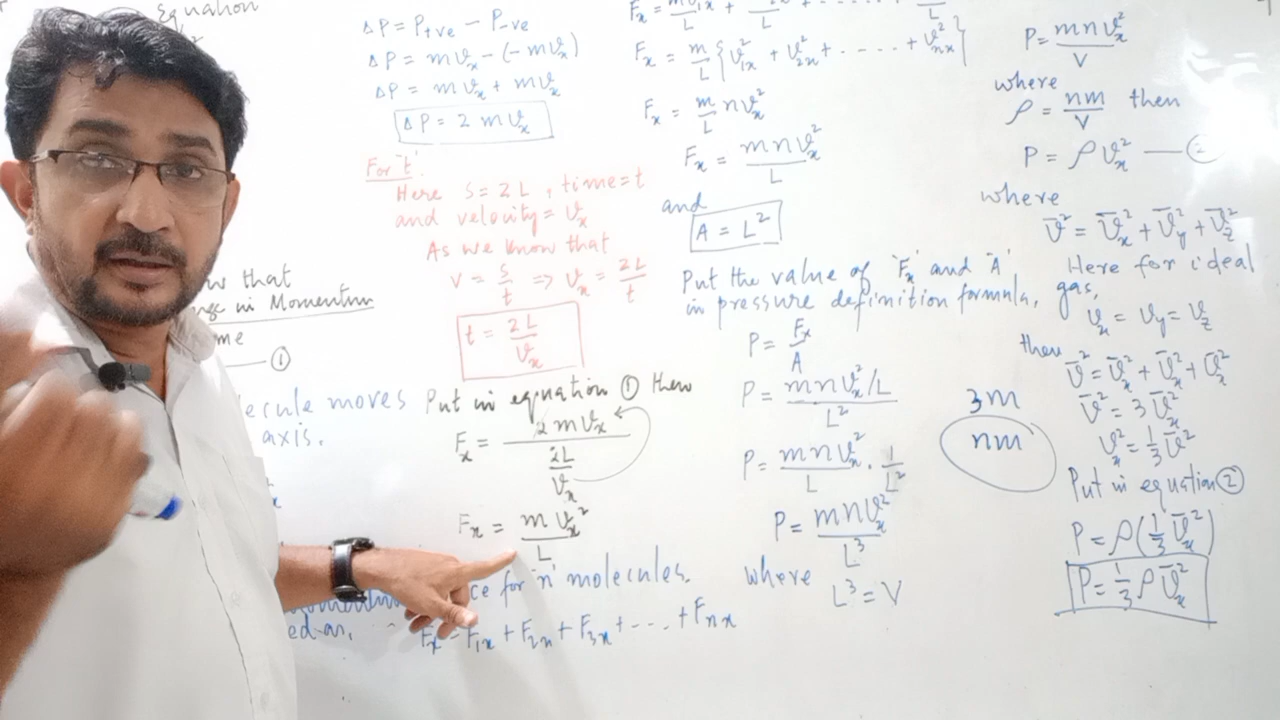 Equation
ΔP = P+ve − P−ve
ΔP = m𝒱x − (−m𝒱x)
ΔP = m𝒱x + m𝒱x
ΔP = 2 m𝒱x
For 't'.
Here S = 2L , time = t
and velocity = 𝒱x
As we know that
V = S/t ⇒ 𝒱x = 2L/t
t = 2L/𝒱x
that
in Momentum
me
—— ①
ecule moves
axis.
Put in equation ① then
Fx = 2m𝒱x / (2L/𝒱x)
Fx = m𝒱x²/L
ce for 'n' molecules.
ed as,
Fx = F1x + F2x + F3x + - - . . + Fnx
Fx = m/L {𝒱1x² + 𝒱2x² + . - . . . + 𝒱nx²}
Fx = m/L n𝒱x²
Fx = mn𝒱x²/L
and
A = L²
Put the value of 'Fx' and 'A'
in pressure definition formula.
P = Fx/A
P = mn𝒱x²/L / L²
P = mn𝒱x²/L . 1/L²
P = mn𝒱x²/L³
where
L³ = V
3m
nm
P = mn𝒱x²/V
where
ρ = nm/V then
P = ρ𝒱x² —— ②
where
𝒱̄² = 𝒱̄x² + 𝒱̄y² + 𝒱̄z²
Here for ideal
gas,
𝒱x = 𝒱y = 𝒱z
then
𝒱̄² = 𝒱̄x² + 𝒱̄x² + 𝒱̄x²
𝒱̄² = 3𝒱̄x²
𝒱x² = 1/3 𝒱̄²
Put in equation ②
P = ρ(1/3 𝒱̄x²)
P = 1/3 ρ𝒱̄x²